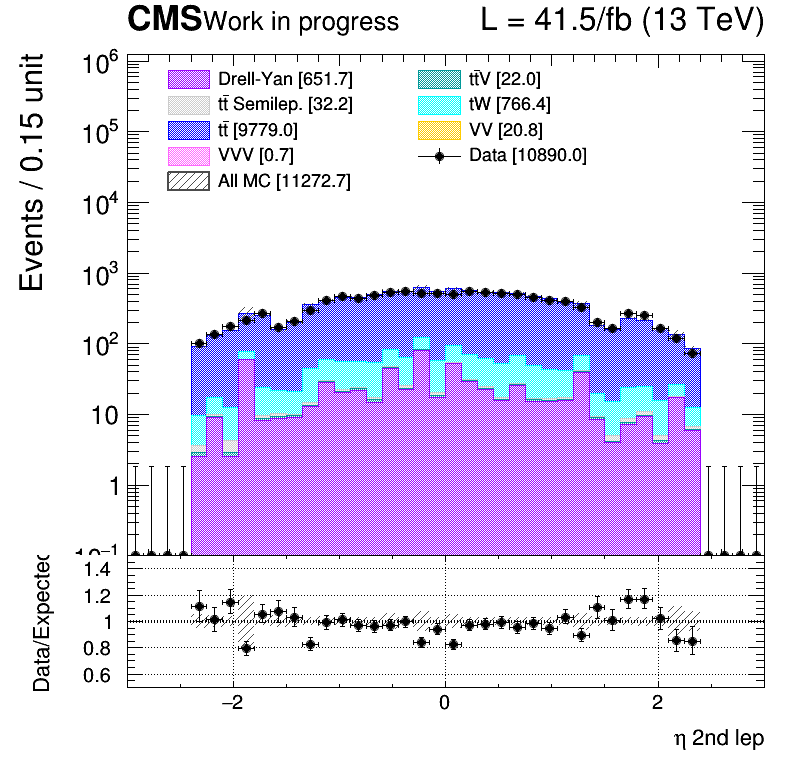 CMS Work in progress L = 41.5/fb (13 TeV)
Events / 0.15 unit
Drell-Yan [651.7] tt̄V [22.0]
tt̄ Semilep. [32.2] tW [766.4]
tt̄ [9779.0] VV [20.8]
VVV [0.7] Data [10890.0]
All MC [11272.7]
10⁶
10⁵
10⁴
10³
10²
10
1
10⁻¹
Data/Expected
1.4
1.2
1
0.8
0.6
−2 0 2
η 2nd lep